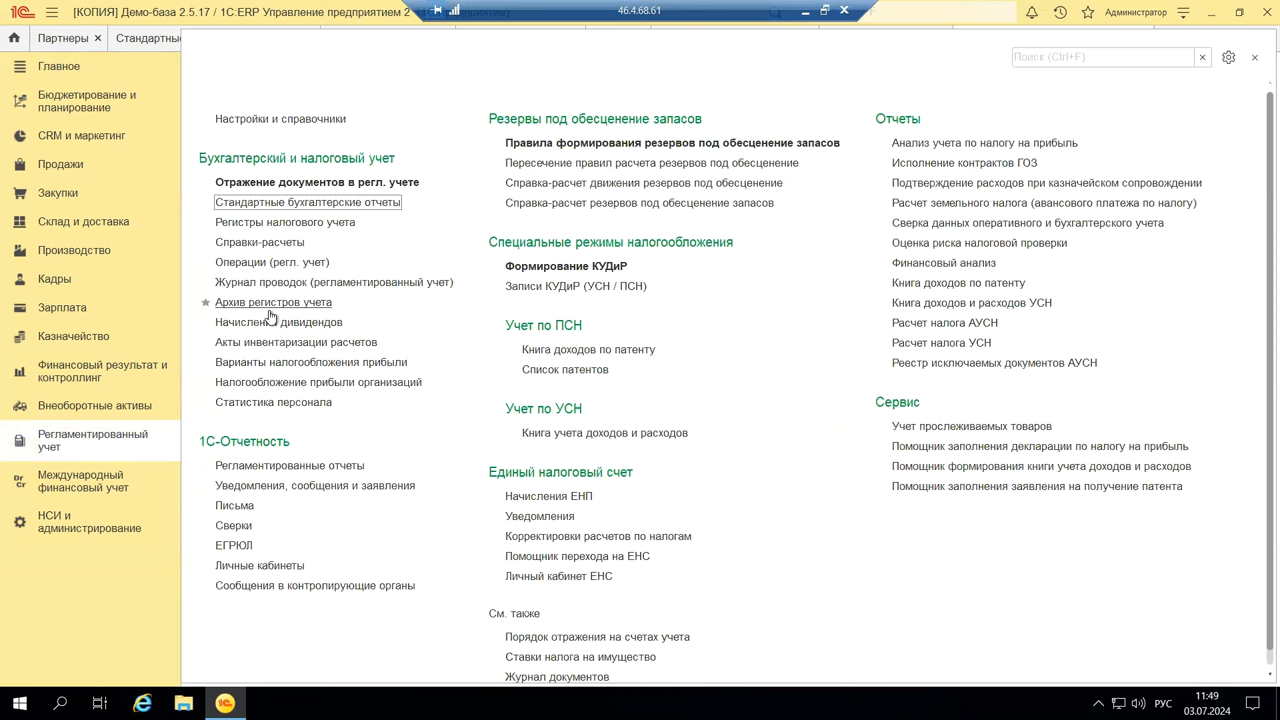 [КОПИЯ] Демо-база 2.5.17 / 1С:ERP Управление предприятием 2
46.4.68.61
Администратор
Партнеры
Стандартны
Главное
Бюджетирование и
планирование
CRM и маркетинг
Продажи
Закупки
Склад и доставка
Производство
Кадры
Зарплата
Казначейство
Финансовый результат и
контроллинг
Внеоборотные активы
Регламентированный
учет
Международный
финансовый учет
НСИ и
администрирование
Поиск (Ctrl+F)
Настройки и справочники
Бухгалтерский и налоговый учет
Отражение документов в регл. учете
Стандартные бухгалтерские отчеты
Регистры налогового учета
Справки-расчеты
Операции (регл. учет)
Журнал проводок (регламентированный учет)
Архив регистров учета
Начислен дивидендов
Акты инвентаризации расчетов
Варианты налогообложения прибыли
Налогообложение прибыли организаций
Статистика персонала
1С-Отчетность
Регламентированные отчеты
Уведомления, сообщения и заявления
Письма
Сверки
ЕГРЮЛ
Личные кабинеты
Сообщения в контролирующие органы
Резервы под обесценение запасов
Правила формирования резервов под обесценение запасов
Пересечение правил расчета резервов под обесценение
Справка-расчет движения резервов под обесценение
Справка-расчет резервов под обесценение запасов
Специальные режимы налогообложения
Формирование КУДиР
Записи КУДиР (УСН / ПСН)
Учет по ПСН
Книга доходов по патенту
Список патентов
Учет по УСН
Книга учета доходов и расходов
Единый налоговый счет
Начисления ЕНП
Уведомления
Корректировки расчетов по налогам
Помощник перехода на ЕНС
Личный кабинет ЕНС
См. также
Порядок отражения на счетах учета
Ставки налога на имущество
Журнал документов
Отчеты
Анализ учета по налогу на прибыль
Исполнение контрактов ГОЗ
Подтверждение расходов при казначейском сопровождении
Расчет земельного налога (авансового платежа по налогу)
Сверка данных оперативного и бухгалтерского учета
Оценка риска налоговой проверки
Финансовый анализ
Книга доходов по патенту
Книга доходов и расходов УСН
Расчет налога АУСН
Расчет налога УСН
Реестр исключаемых документов АУСН
Сервис
Учет прослеживаемых товаров
Помощник заполнения декларации по налогу на прибыль
Помощник формирования книги учета доходов и расходов
Помощник заполнения заявления на получение патента
РУС
11:49
03.07.2024